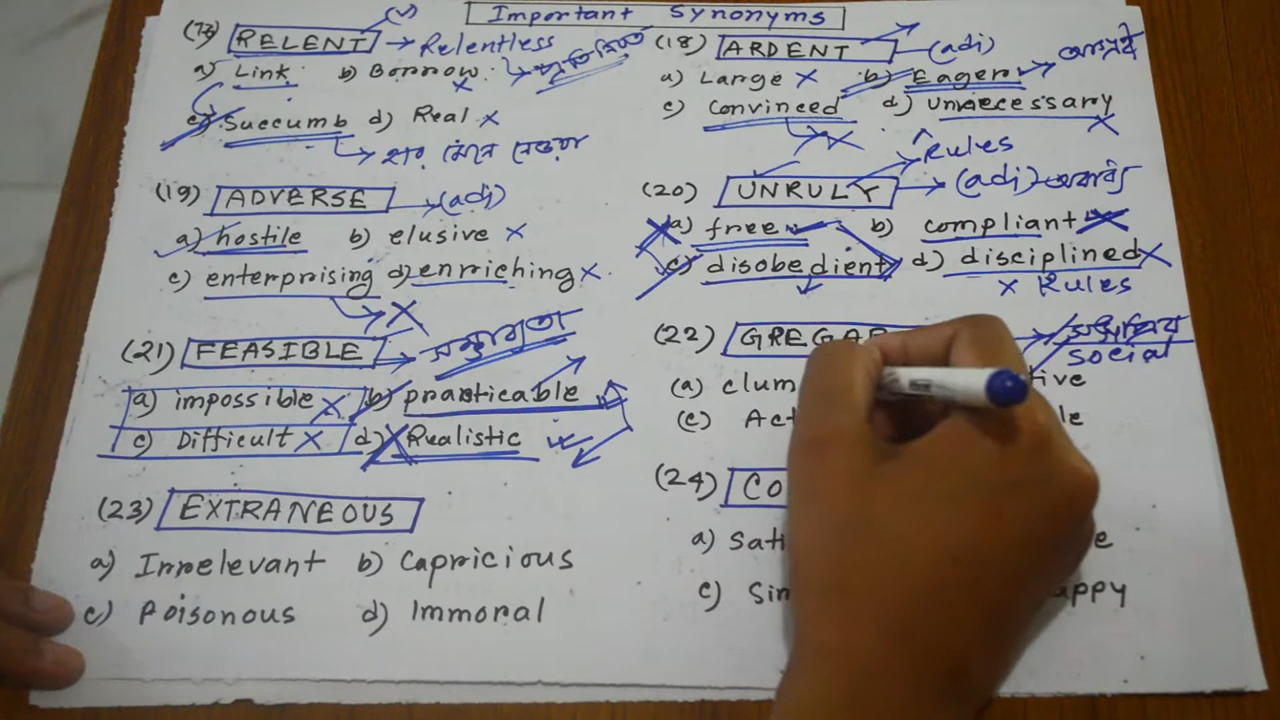 Important Synonyms
(17) RELENT (v) → Relentless
a) Link b) Borrow
c) Succumb d) Real
হার মেনে নেওয়া
(18) ARDENT (adj)
a) Large b) Eager
c) Convinced d) Unnecessary
(19) ADVERSE (adj)
a) hostile b) elusive
c) enterprising d) enriching
Rules
(20) UNRULY → (adj) অবাধ্য
a) free b) compliant
c) disobedient d) disciplined
Rules
(21) FEASIBLE
a) impossible b) practicable
c) Difficult d) Realistic
(22)
social
(a)
(c)
(23) EXTRANEOUS
a) Irrelevant b) Capricious
c) Poisonous d) Immoral
(24)
a)
c)